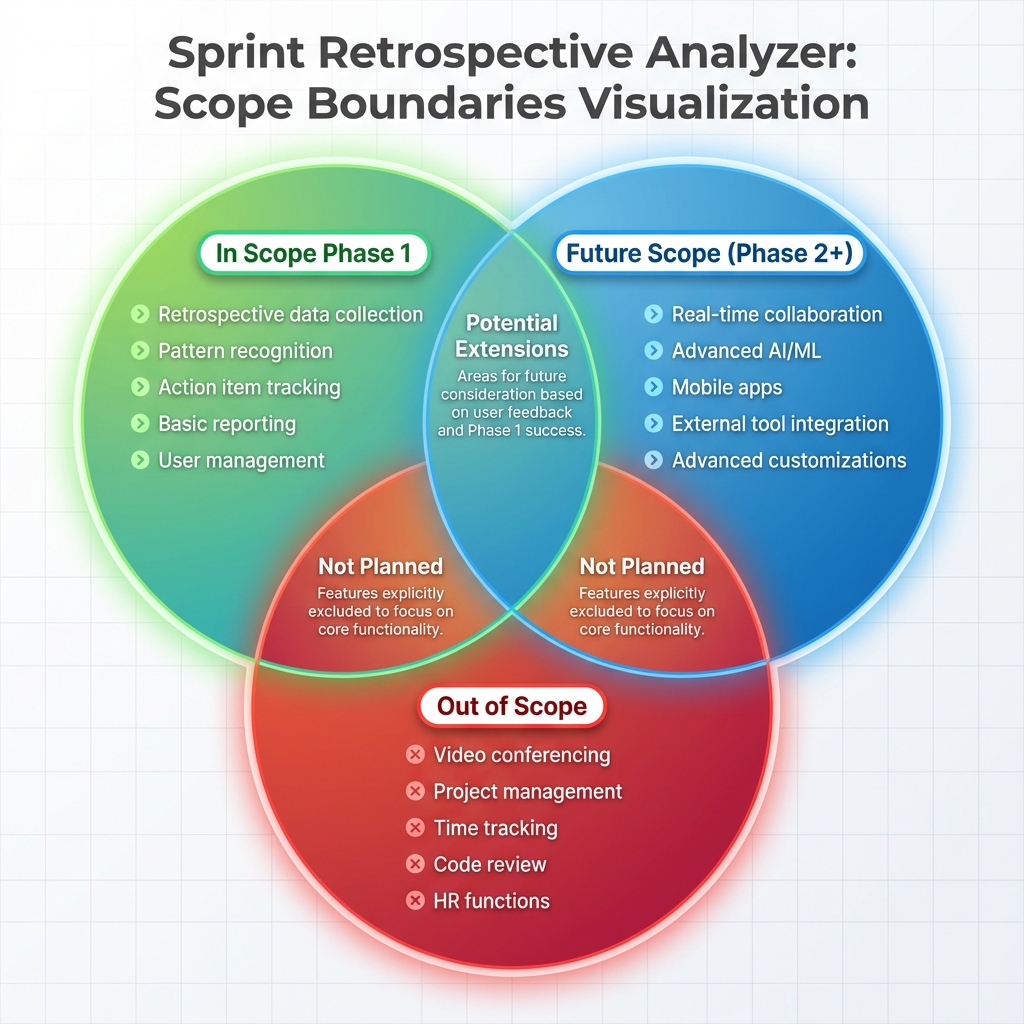 Sprint Retrospective Analyzer:
Scope Boundaries Visualization
In Scope Phase 1
Retrospective data collection
Pattern recognition
Action item tracking
Basic reporting
User management
Potential
Extensions
Areas for future
consideration based
on user feedback
and Phase 1 success.
Future Scope (Phase 2+)
Real-time collaboration
Advanced AI/ML
Mobile apps
External tool integration
Advanced customizations
Not Planned
Features explicitly
excluded to focus on
core functionality.
Not Planned
Features explicitly
excluded to focus on
core functionality.
Out of Scope
Video conferencing
Project management
Time tracking
Code review
HR functions